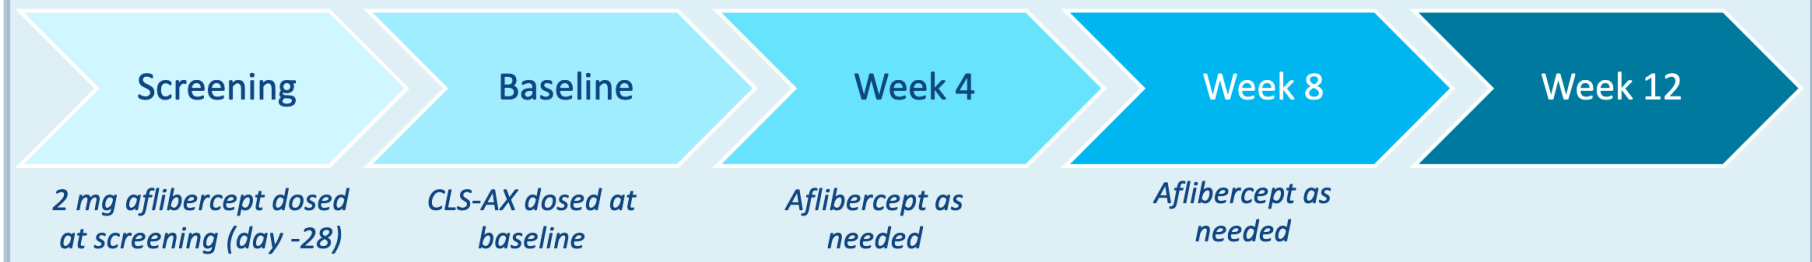 Screening
Baseline
Week 4
Week 8
Week 12
2 mg aflibercept dosed
at screening (day -28)
CLS-AX dosed at
baseline
Aflibercept as
needed
Aflibercept as
needed